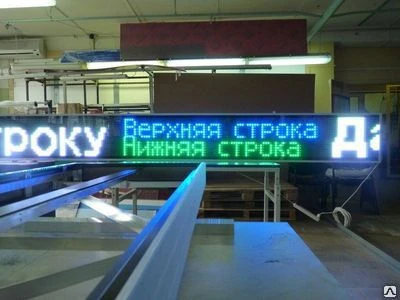 троку Верхняя строка Да
Нижняя строка